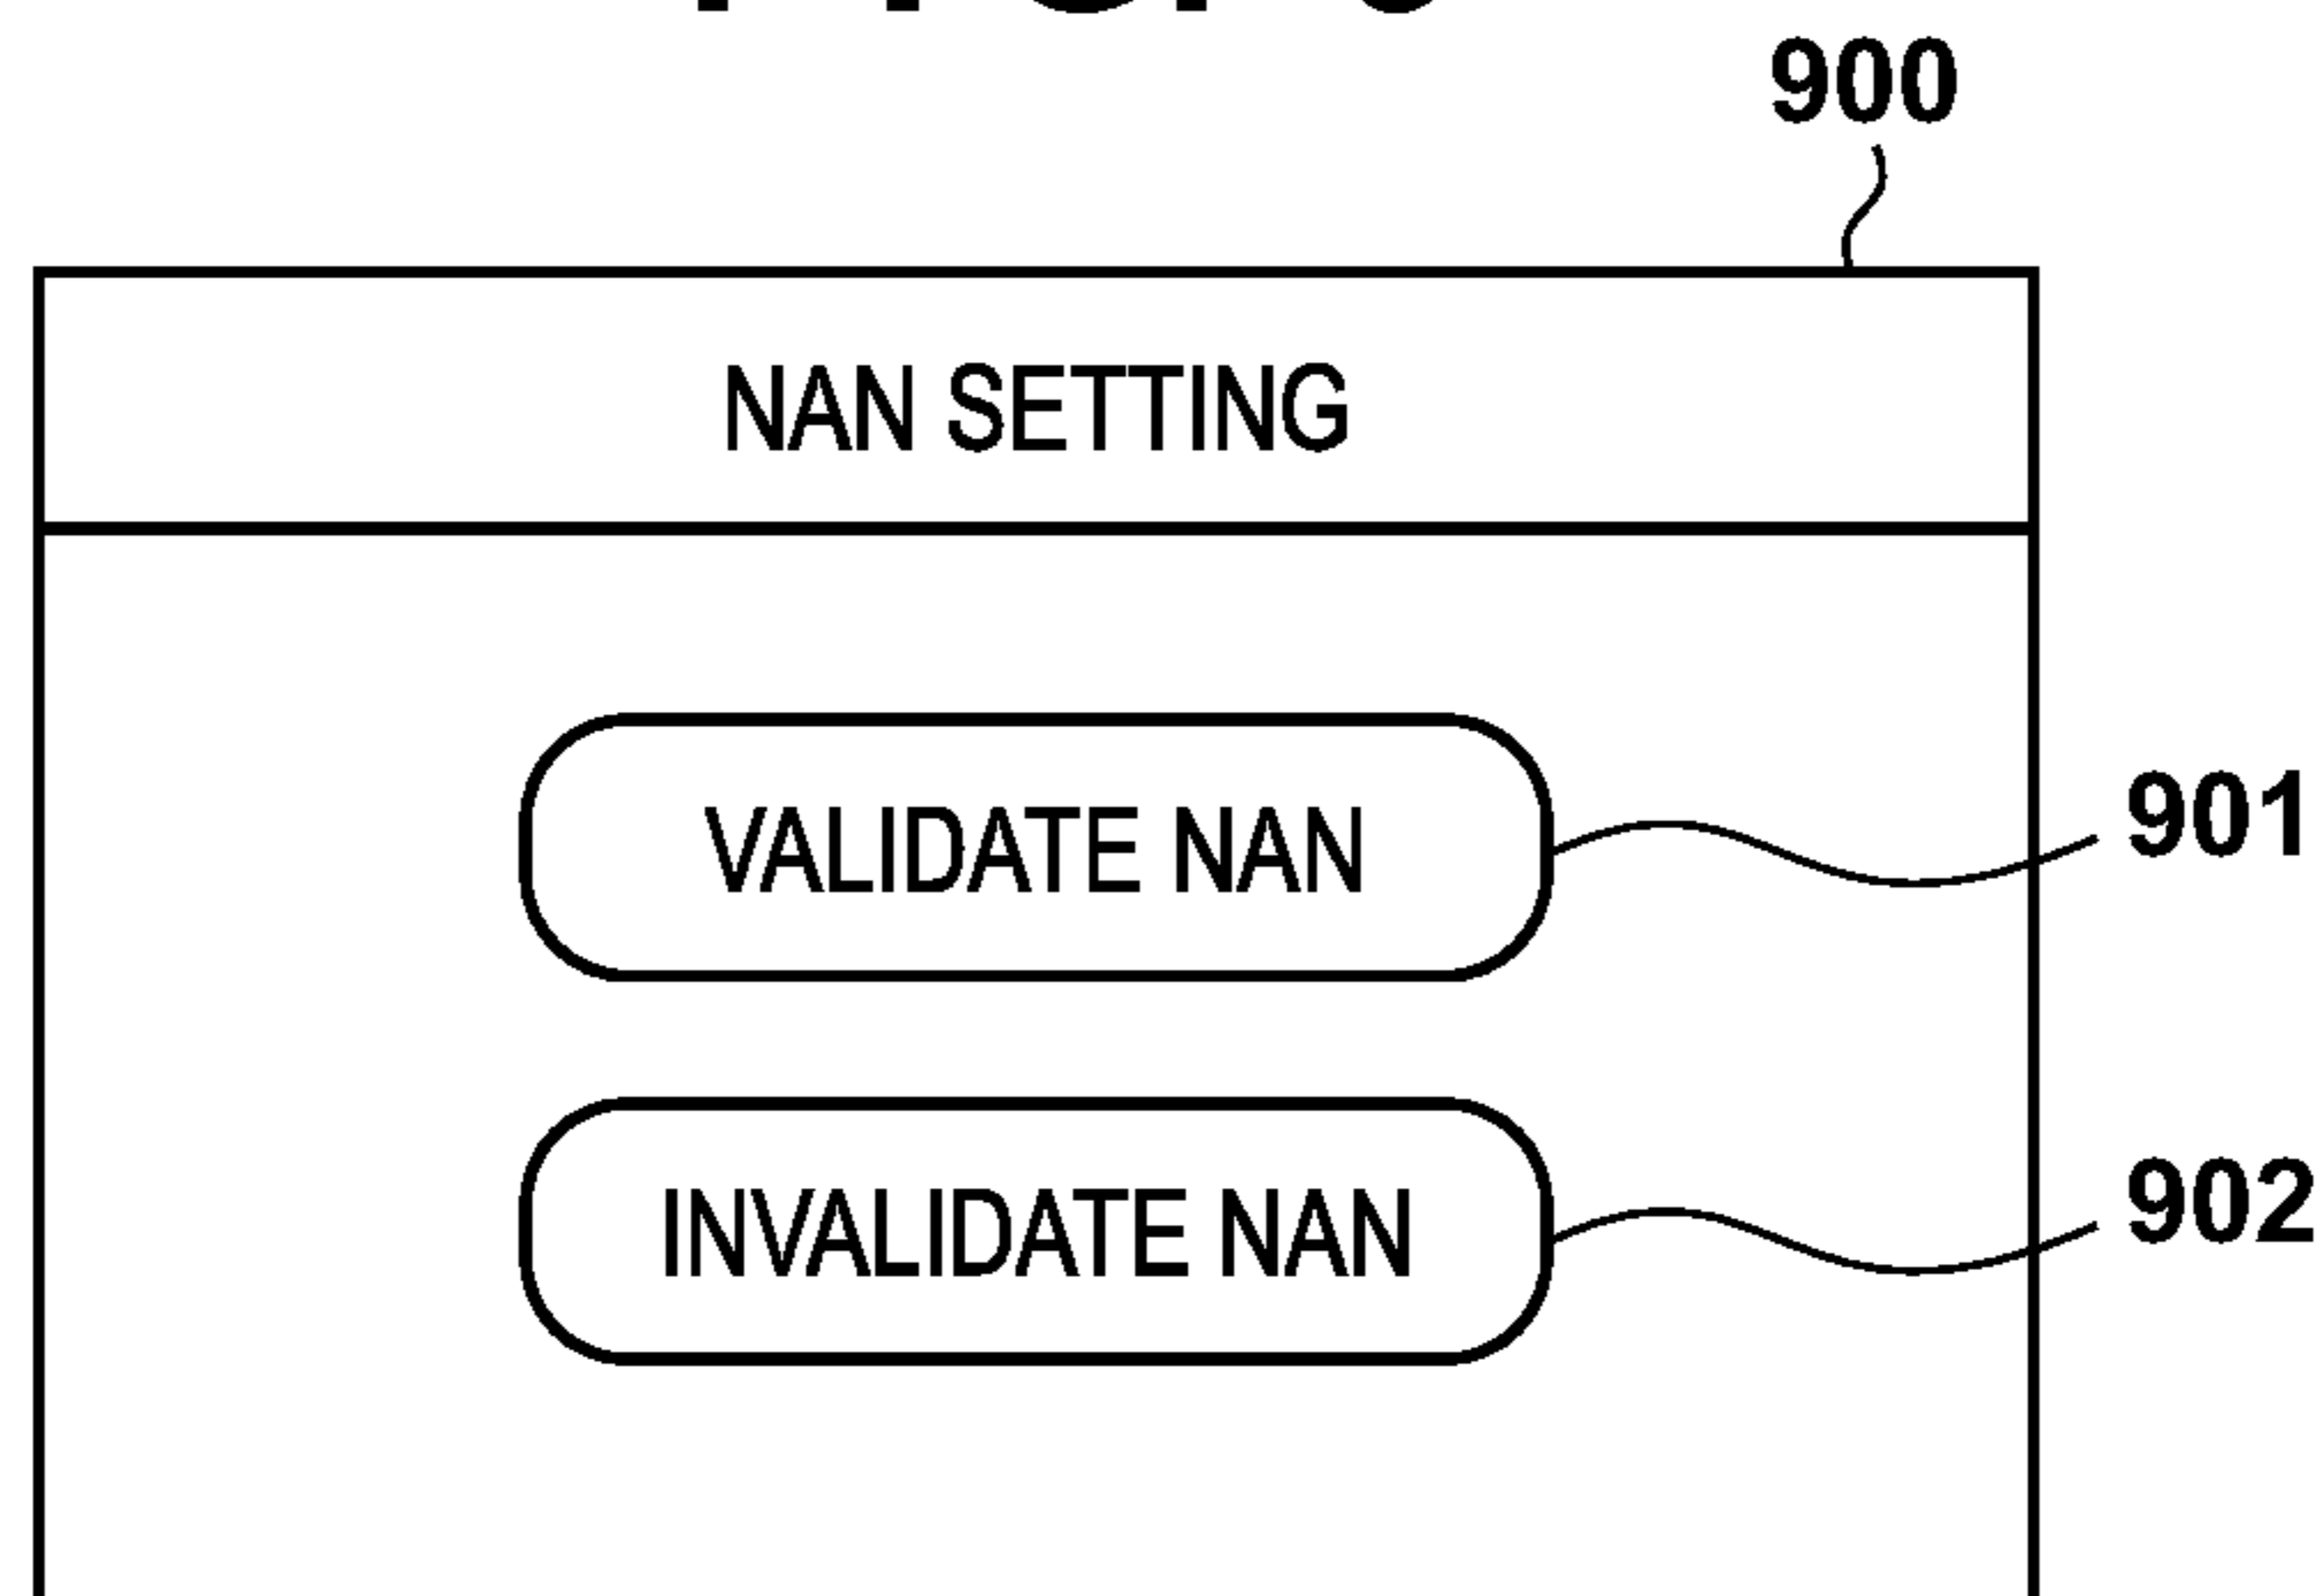 900
NAN SETTING
VALIDATE NAN
901
INVALIDATE NAN
902